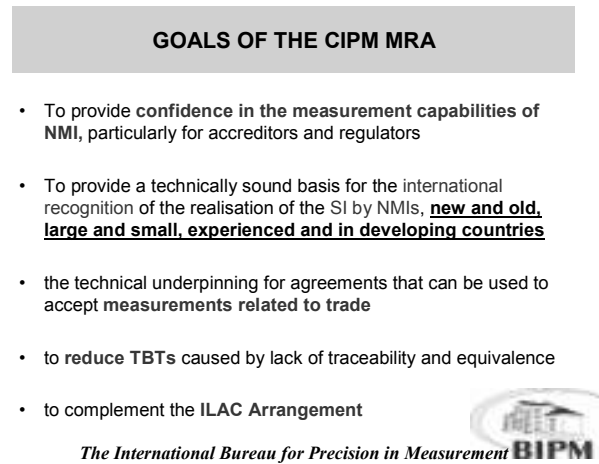 GOALS OF THE CIPM MRA
• To provide confidence in the measurement capabilities of
NMI, particularly for accreditors and regulators
• To provide a technically sound basis for the international
recognition of the realisation of the SI by NMIs, new and old,
large and small, experienced and in developing countries
• the technical underpinning for agreements that can be used to
accept measurements related to trade
• to reduce TBTs caused by lack of traceability and equivalence
• to complement the ILAC Arrangement
The International Bureau for Precision in Measurement BIPM